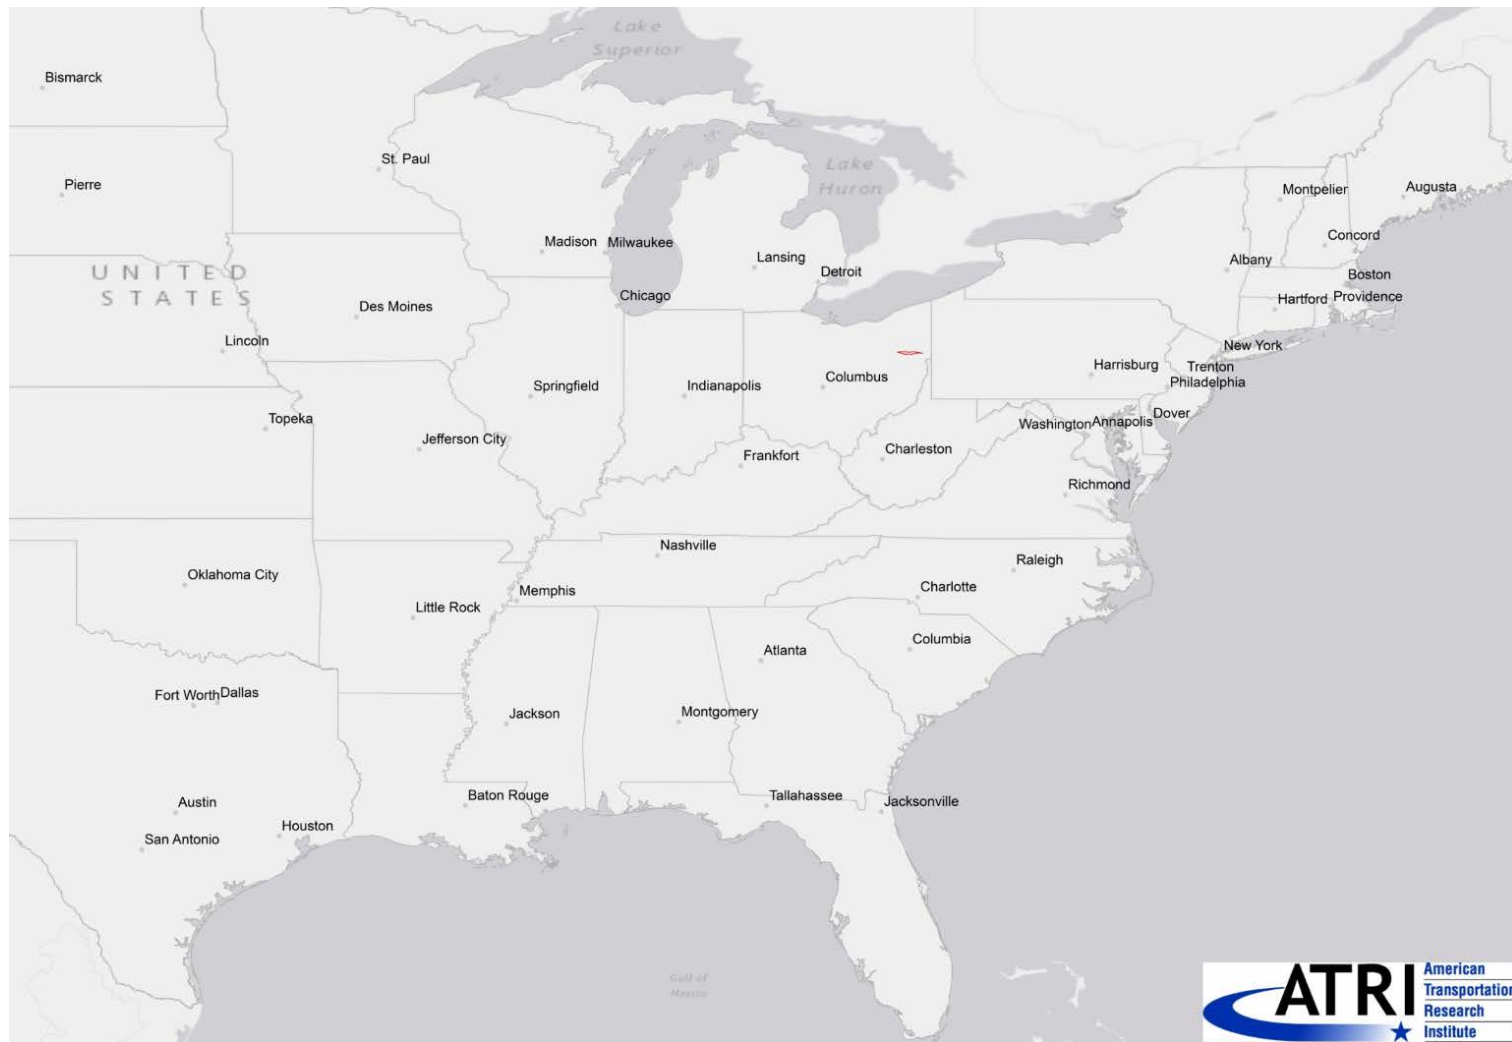 Lake
Superior
Bismarck
St. Paul
Lake
Huron
Pierre
Montpelier
Augusta
Concord
Madison
Milwaukee
Lansing
Albany
UNITED
STATES
Detroit
Boston
Chicago
Hartford
Providence
Des Moines
Lincoln
New York
Harrisburg
Trenton
Springfield
Indianapolis
Columbus
Philadelphia
Topeka
Dover
Washington
Annapolis
Jefferson City
Charleston
Frankfort
Richmond
Nashville
Raleigh
Oklahoma City
Charlotte
Memphis
Little Rock
Columbia
Atlanta
Fort Worth
Dallas
Jackson
Montgomery
Baton Rouge
Tallahassee
Jacksonville
Austin
Houston
San Antonio
Gulf of
Mexico
ATRI
American
Transportation
Research
Institute